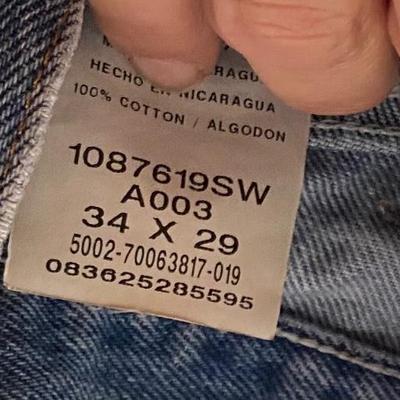 HECHO EN NICARAGUA
100% COTTON / ALGODON
1087619SW
A003
34 X 29
5002-70063817-019
083625285595